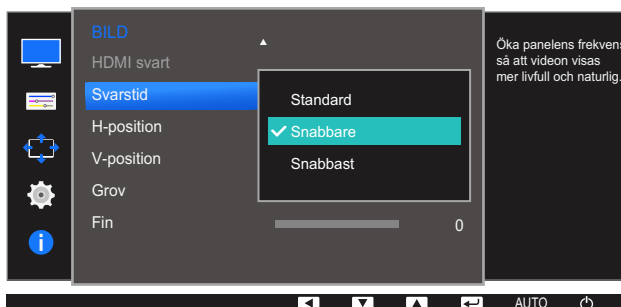 BILD
HDMI svart
Svarstid
H-position
V-position
Grov
Fin
Standard
Snabbare
Snabbast
0
Öka panelens frekvens
så att videon visas
mer livfull och naturlig.
AUTO